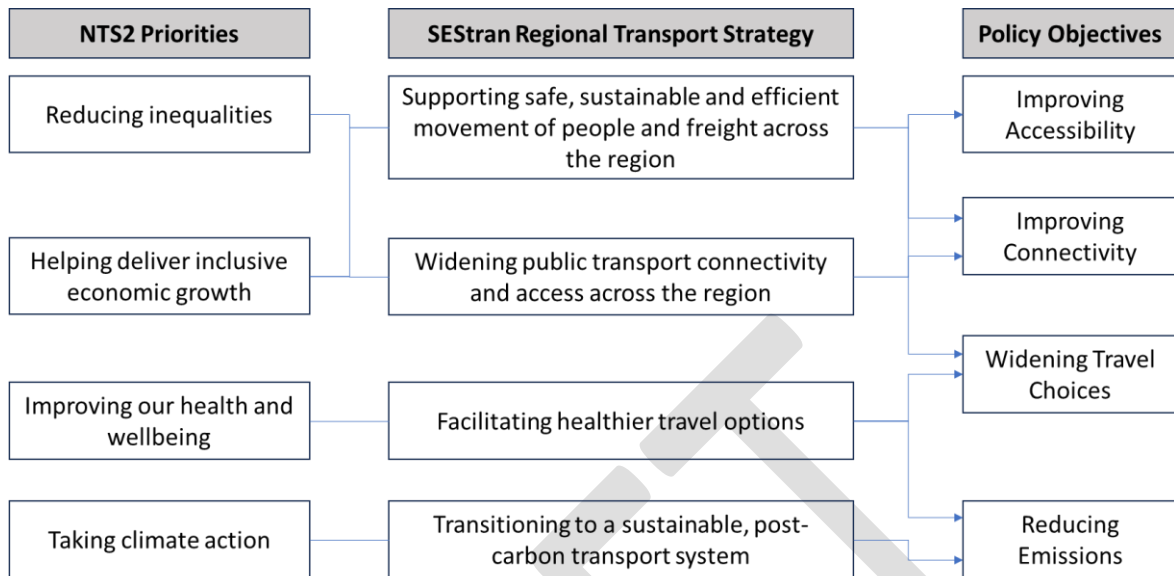 NTS2 Priorities
SEStran Regional Transport Strategy
Policy Objectives
Reducing inequalities
Supporting safe, sustainable and efficient
movement of people and freight across
the region
Improving
Accessibility
Helping deliver inclusive
economic growth
Widening public transport connectivity
and access across the region
Improving
Connectivity
Widening Travel
Choices
Improving our health and
wellbeing
Facilitating healthier travel options
Taking climate action
Transitioning to a sustainable, post-
carbon transport system
Reducing
Emissions